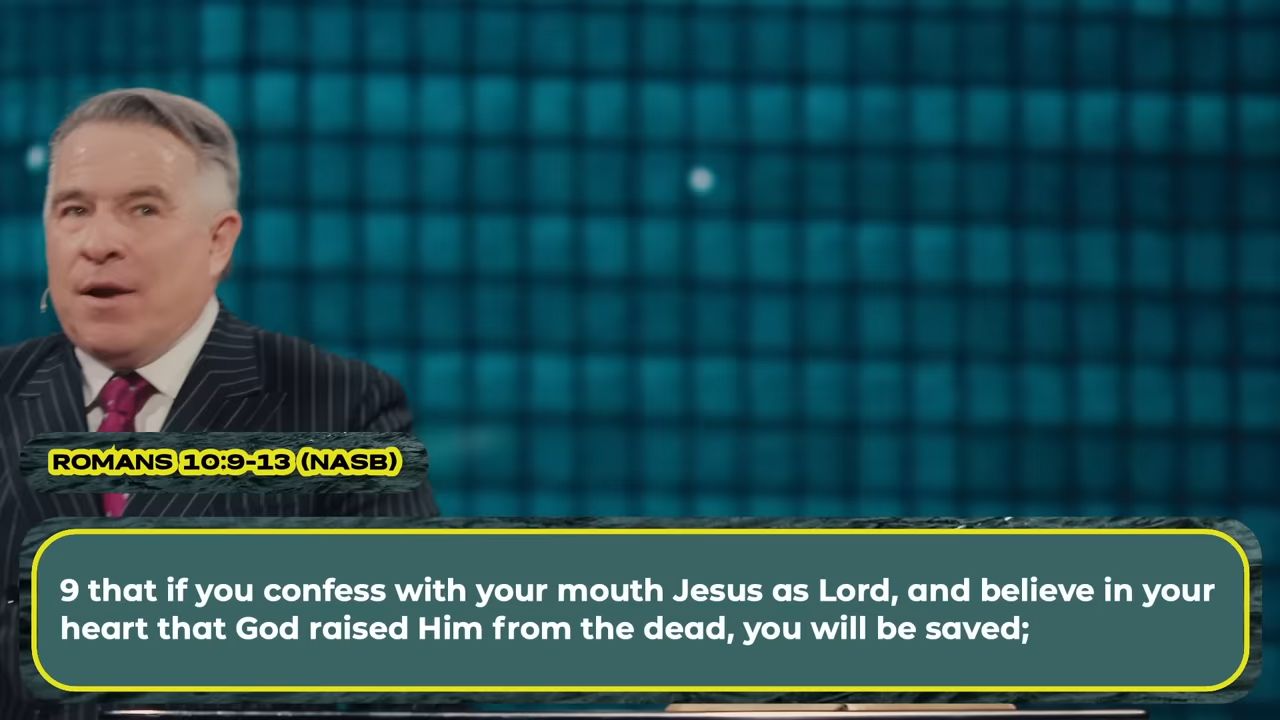 ROMANS 10:9-13 (NASB)
9 that if you confess with your mouth Jesus as Lord, and believe in your
heart that God raised Him from the dead, you will be saved;